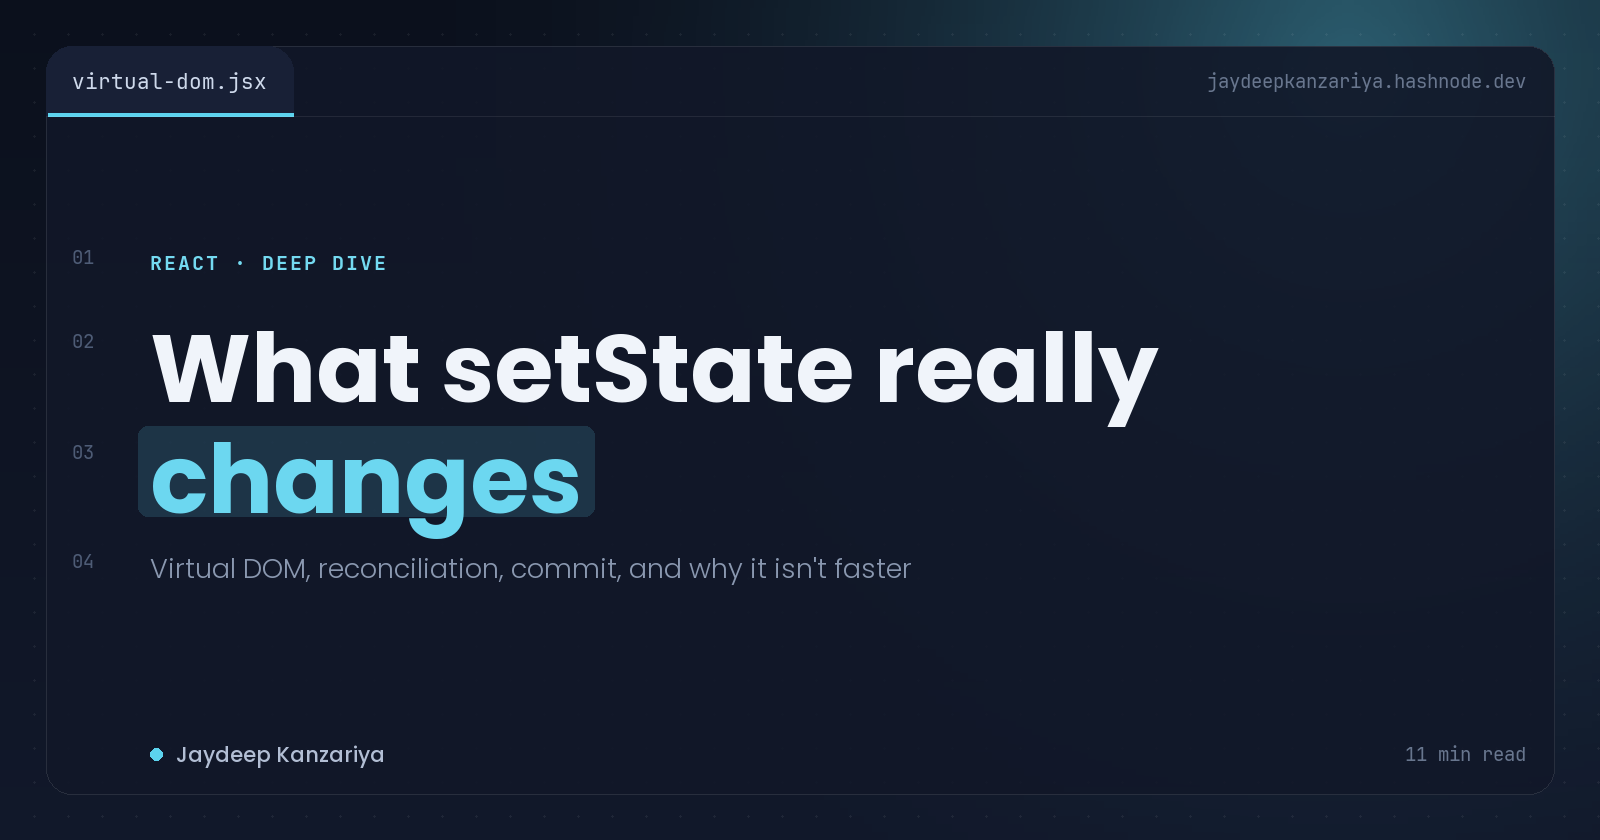 virtual-dom.jsx
jaydeepkanzariya.hashnode.dev
01
REACT · DEEP DIVE
02
What setState really
03
changes
04
Virtual DOM, reconciliation, commit, and why it isn't faster
Jaydeep Kanzariya
11 min read